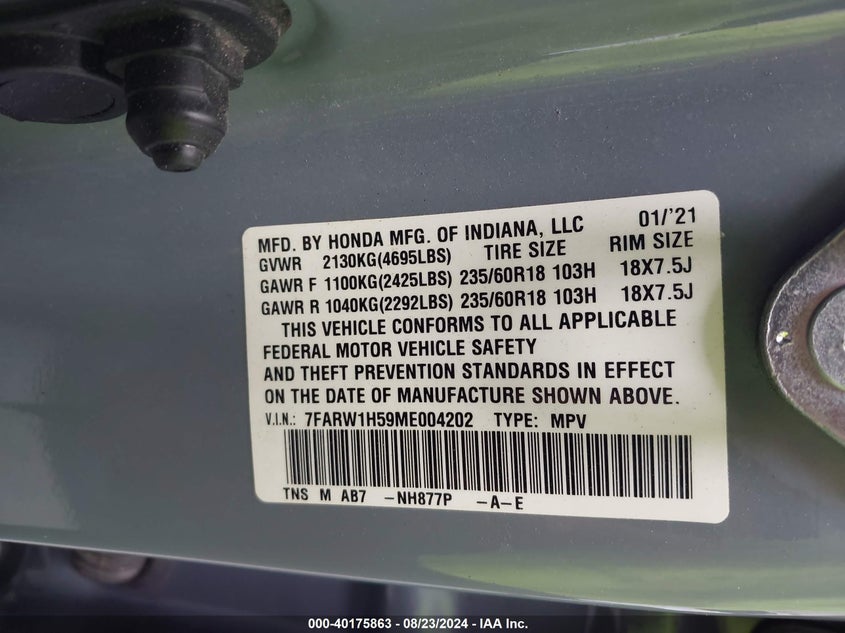 MFD. BY HONDA MFG. OF INDIANA, LLC 01/'21
GVWR 2130KG(4695LBS) TIRE SIZE RIM SIZE
GAWR F 1100KG(2425LBS) 235/60R18 103H 18X7.5J
GAWR R 1040KG(2292LBS) 235/60R18 103H 18X7.5J
THIS VEHICLE CONFORMS TO ALL APPLICABLE
FEDERAL MOTOR VEHICLE SAFETY
AND THEFT PREVENTION STANDARDS IN EFFECT
ON THE DATE OF MANUFACTURE SHOWN ABOVE.
V.I.N.: 7FARW1H59ME004202 TYPE: MPV
TNS M AB7 -NH877P -A-E
000-40175863 - 08/23/2024 - IAA Inc.